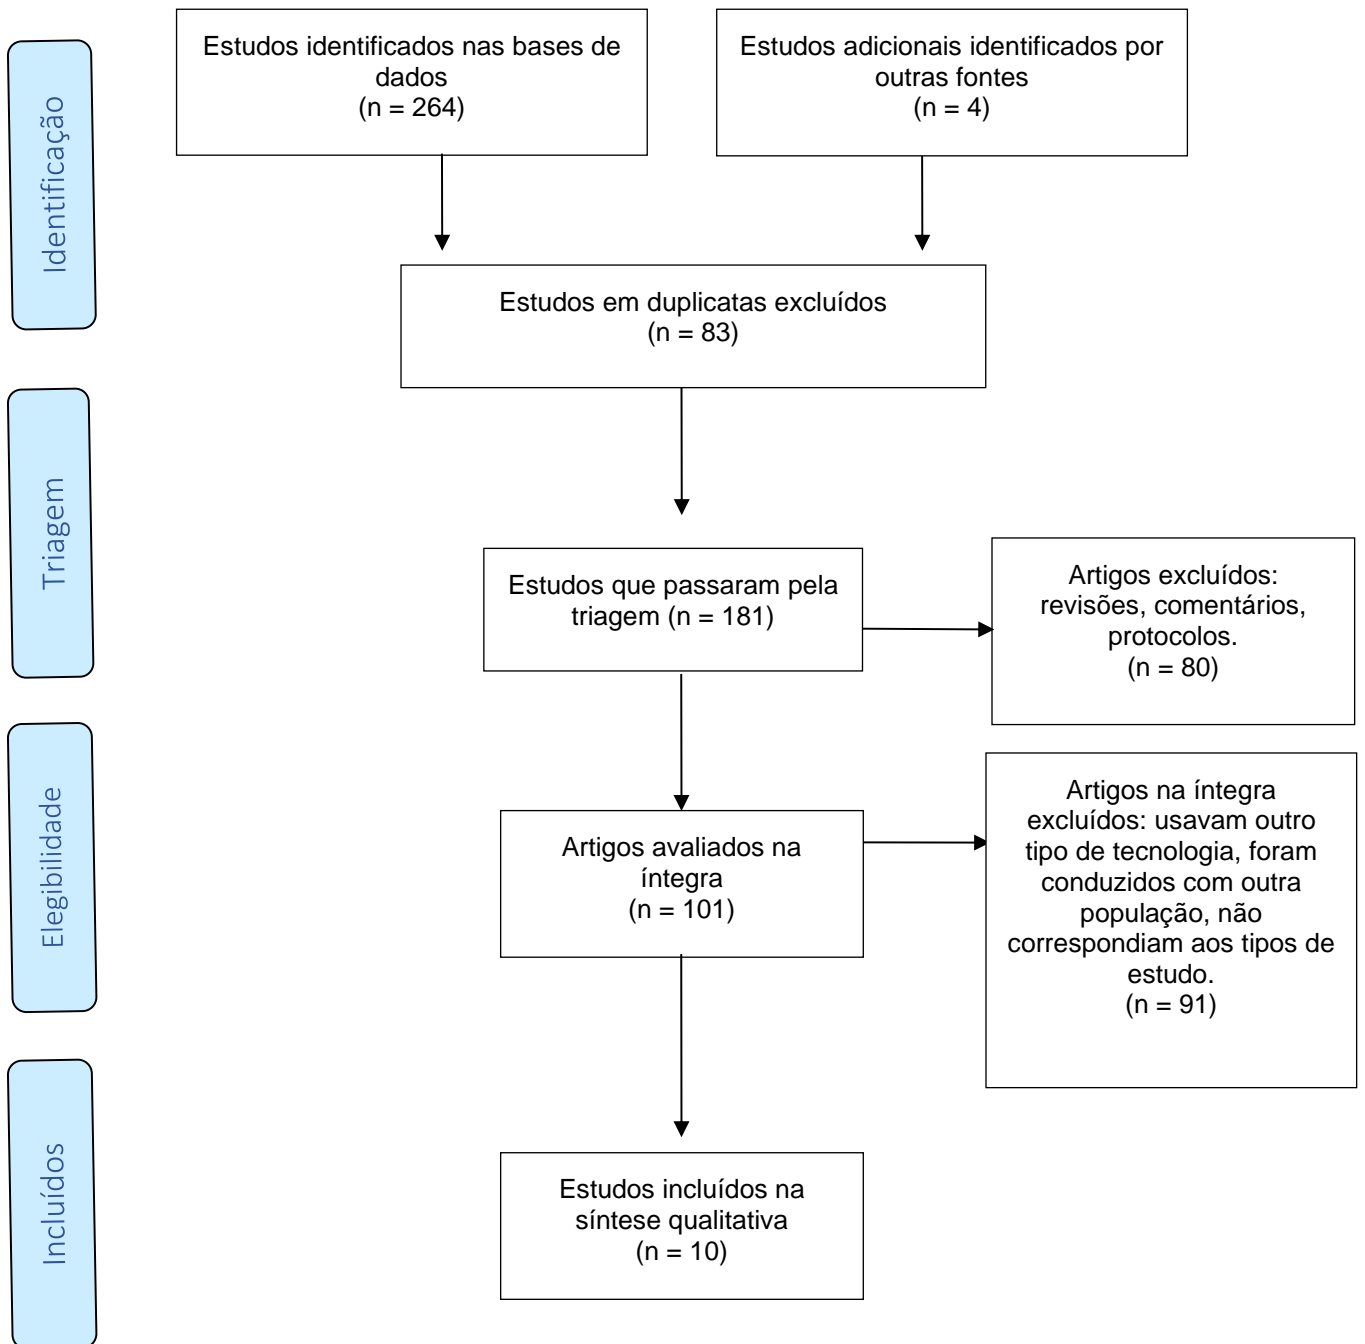 Identificação
Estudos identificados nas bases de
dados
(n = 264)
Estudos adicionais identificados por
outras fontes
(n = 4)
Estudos em duplicatas excluídos
(n = 83)
Triagem
Estudos que passaram pela
triagem (n = 181)
Artigos excluídos:
revisões, comentários,
protocolos.
(n = 80)
Elegibilidade
Artigos avaliados na
íntegra
(n = 101)
Artigos na íntegra
excluídos: usavam outro
tipo de tecnologia, foram
conduzidos com outra
população, não
correspondiam aos tipos de
estudo.
(n = 91)
Incluídos
Estudos incluídos na
síntese qualitativa
(n = 10)